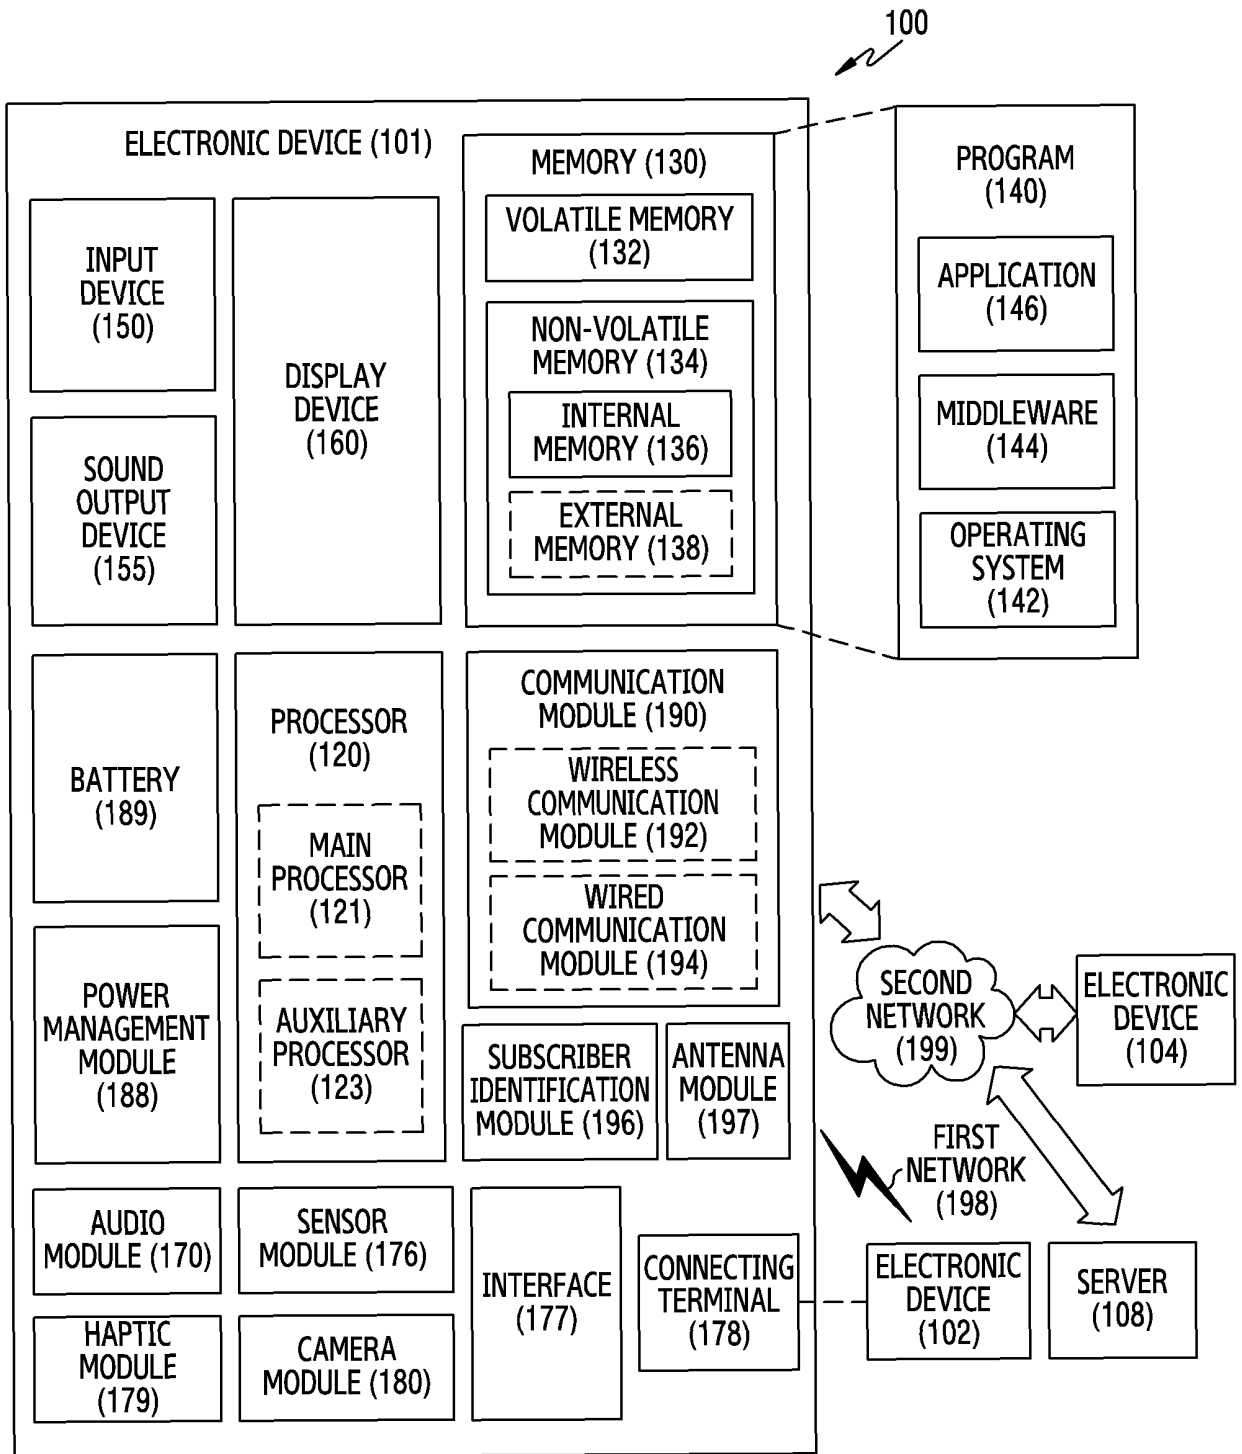 100
ELECTRONIC DEVICE (101)
INPUT
DEVICE
(150)
SOUND
OUTPUT
DEVICE
(155)
DISPLAY
DEVICE
(160)
MEMORY (130)
VOLATILE MEMORY
(132)
NON-VOLATILE
MEMORY (134)
INTERNAL
MEMORY (136)
EXTERNAL
MEMORY (138)
PROGRAM
(140)
APPLICATION
(146)
MIDDLEWARE
(144)
OPERATING
SYSTEM
(142)
BATTERY
(189)
POWER
MANAGEMENT
MODULE
(188)
PROCESSOR
(120)
MAIN
PROCESSOR
(121)
AUXILIARY
PROCESSOR
(123)
COMMUNICATION
MODULE (190)
WIRELESS
COMMUNICATION
MODULE (192)
WIRED
COMMUNICATION
MODULE (194)
SUBSCRIBER
IDENTIFICATION
MODULE (196)
ANTENNA
MODULE
(197)
SECOND
NETWORK
(199)
ELECTRONIC
DEVICE
(104)
FIRST
NETWORK
(198)
AUDIO
MODULE (170)
SENSOR
MODULE (176)
INTERFACE
(177)
CONNECTING
TERMINAL
(178)
ELECTRONIC
DEVICE
(102)
SERVER
(108)
HAPTIC
MODULE
(179)
CAMERA
MODULE (180)